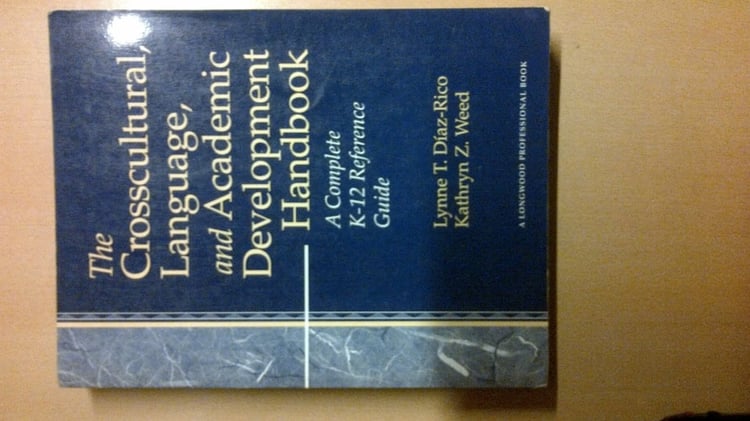 The
Crosscultural,
Language,
and Academic
Development
Handbook
A Complete
K-12 Reference
Guide
Lynne T. Díaz-Rico
Kathryn Z. Weed
A LONGWOOD PROFESSIONAL BOOK